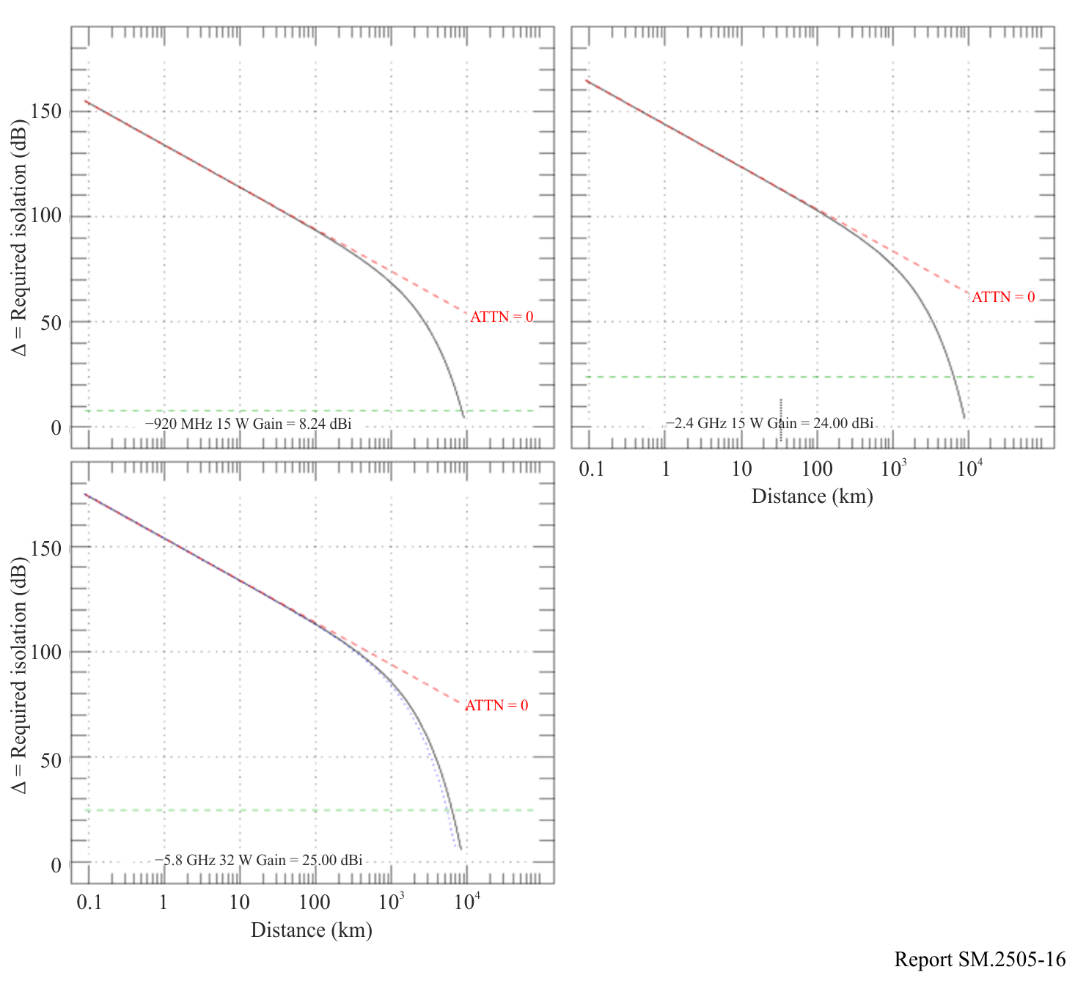 Δ = Required isolation (dB)
150
100
50
0
ATTN = 0
−920 MHz 15 W Gain = 8.24 dBi
ATTN = 0
−2.4 GHz 15 W Gain = 24.00 dBi
0.1 1 10 100 10³ 10⁴
Distance (km)
Δ = Required isolation (dB)
150
100
50
0
ATTN = 0
−5.8 GHz 32 W Gain = 25.00 dBi
0.1 1 10 100 10³ 10⁴
Distance (km)
Report SM.2505-16